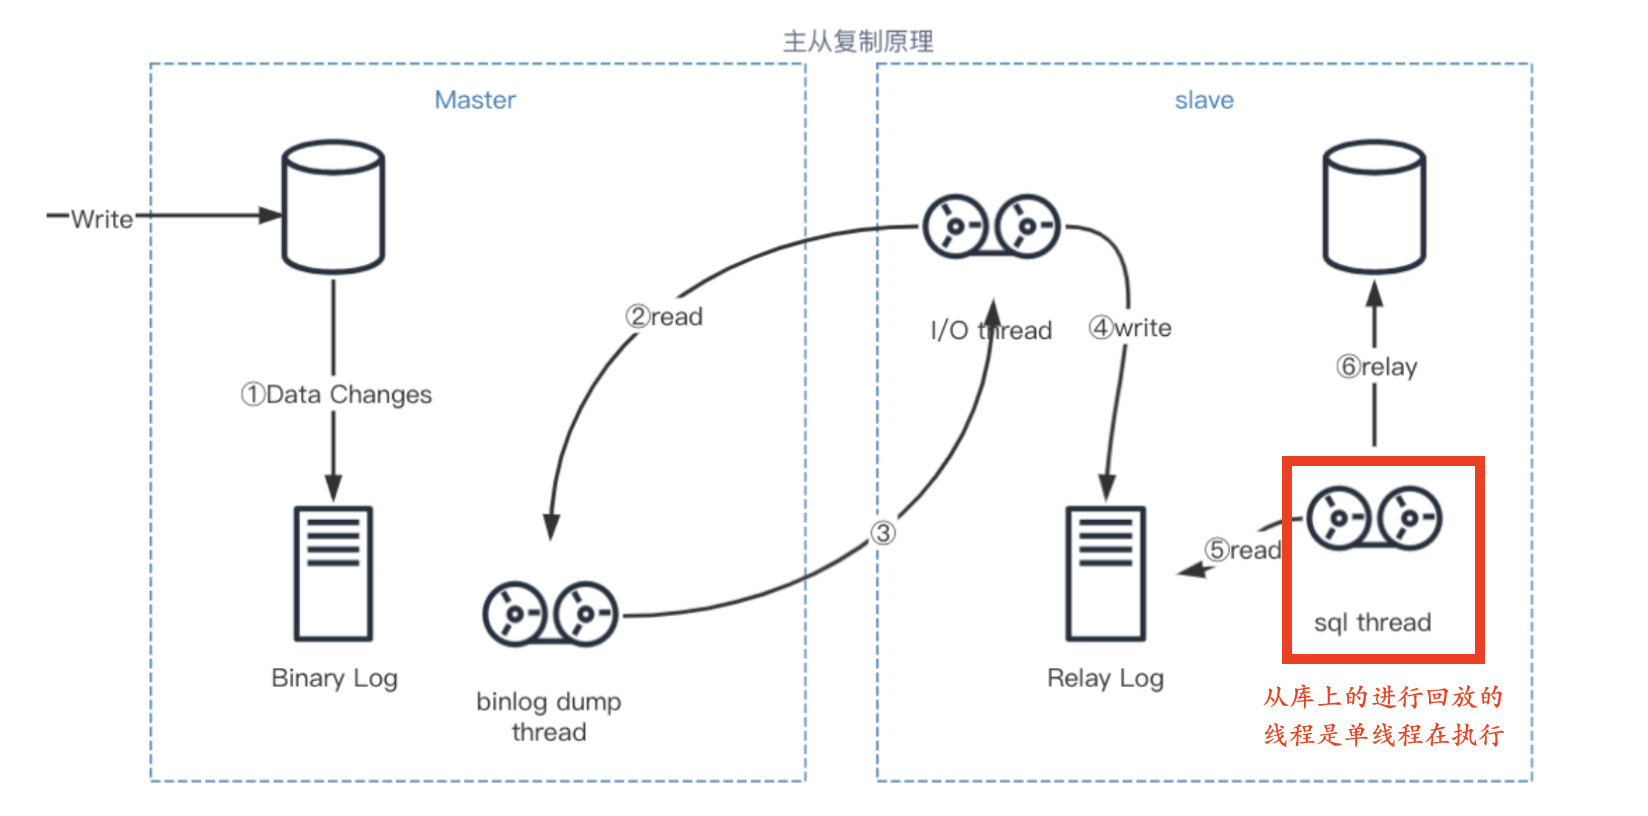 主从复制原理
Master
slave
Write
①Data Changes
②read
③
I/O thread
④write
⑤read
⑥relay
sql thread
Binary Log
binlog dump
thread
Relay Log
从库上的进行回放的
线程是单线程在执行